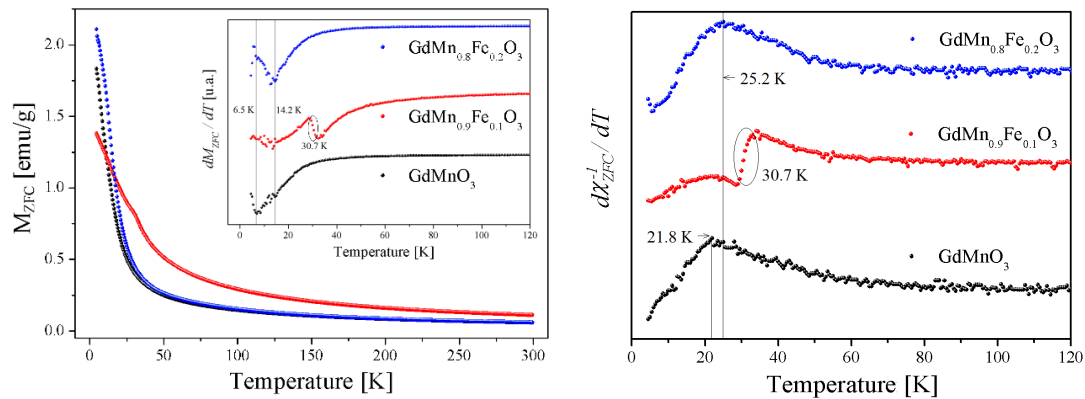 M_ZFC [emu/g]
2.0
1.5
1.0
0.5
0.0
0 50 100 150 200 250 300
Temperature [K]
dM_ZFC / dT [u.a.]
GdMn₀.₈Fe₀.₂O₃
6.5 K
14.2 K
GdMn₀.₉Fe₀.₁O₃
30.7 K
GdMnO₃
0 20 40 60 80 100 120
Temperature [K]
dχ⁻¹_ZFC / dT
GdMn₀.₈Fe₀.₂O₃
25.2 K
GdMn₀.₉Fe₀.₁O₃
30.7 K
21.8 K
GdMnO₃
0 20 40 60 80 100 120
Temperature [K]